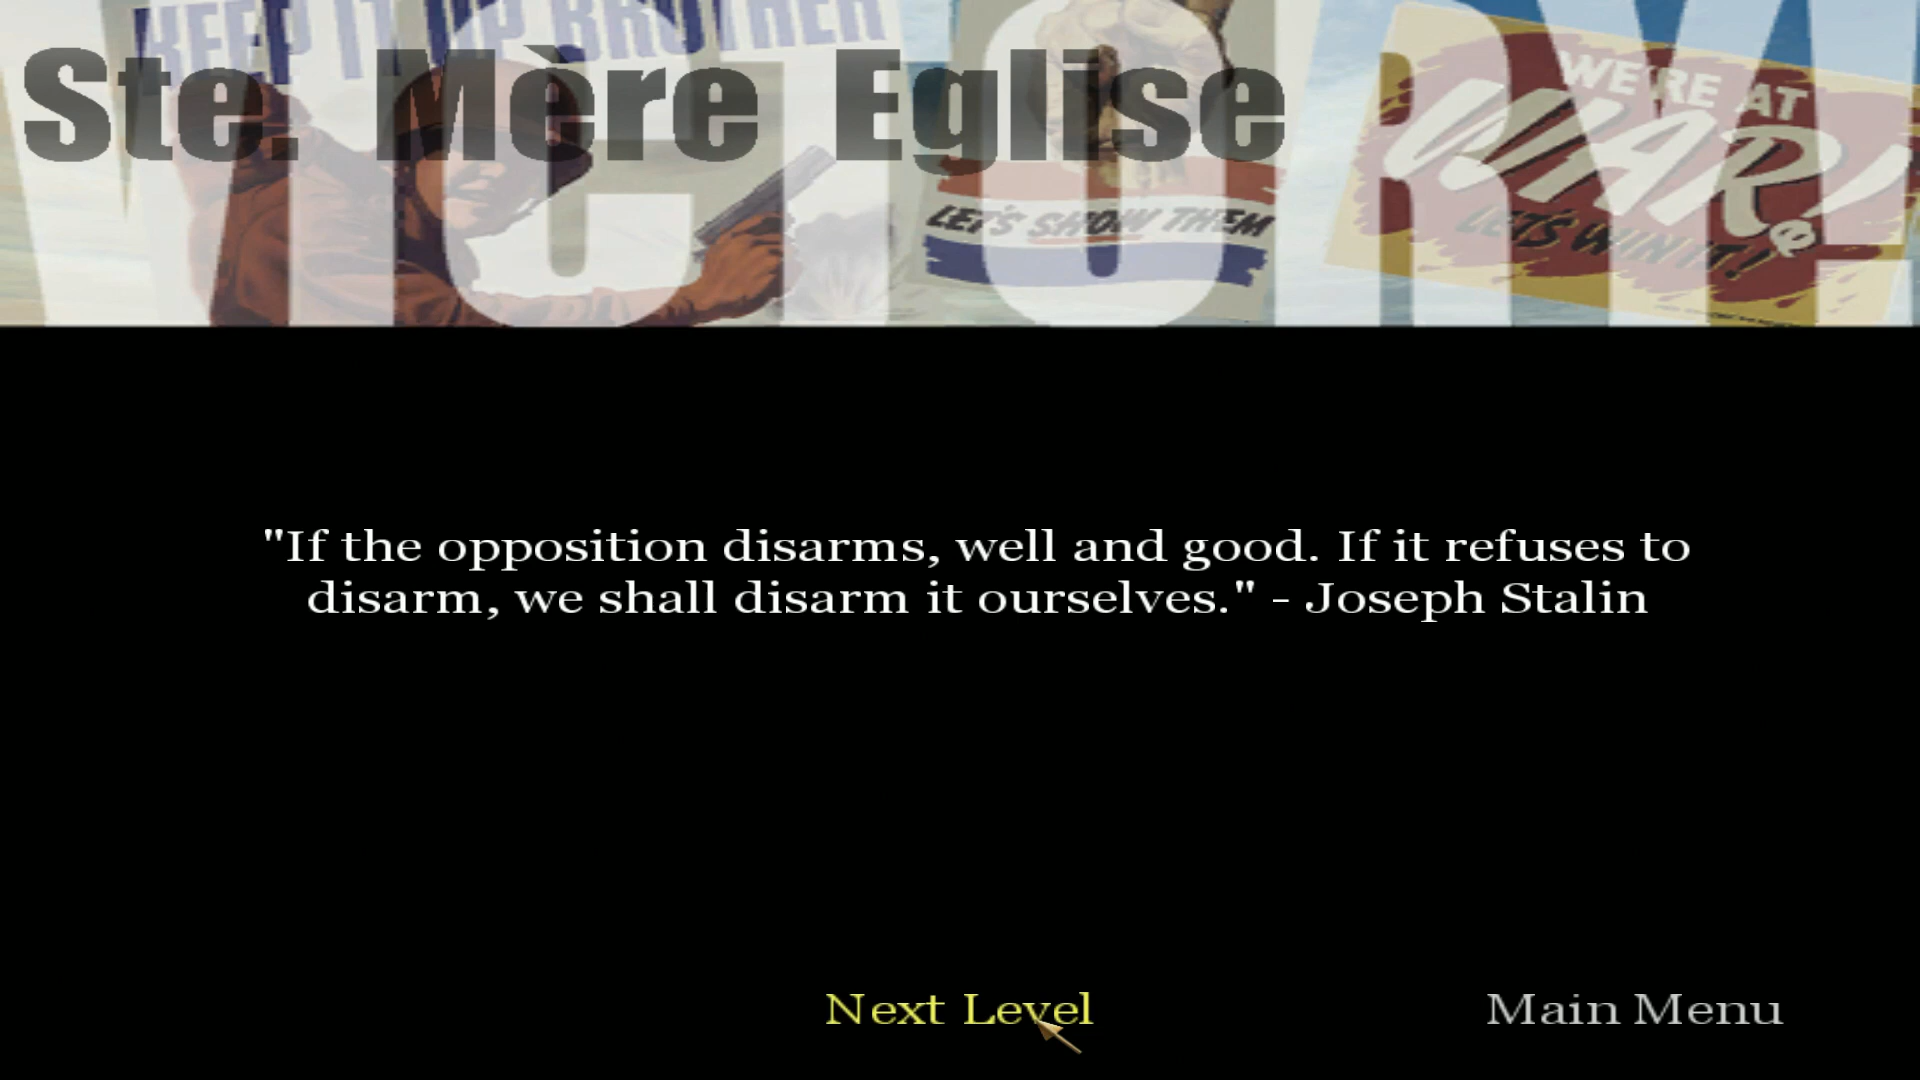 KEEP IT UP BROTHER
VICTORY
Ste. Mère Eglise
WE'RE AT
WAR!
LET'S SHOW THEM
LET'S WIN IT!
"If the opposition disarms, well and good. If it refuses to
disarm, we shall disarm it ourselves." - Joseph Stalin
Next Level
Main Menu